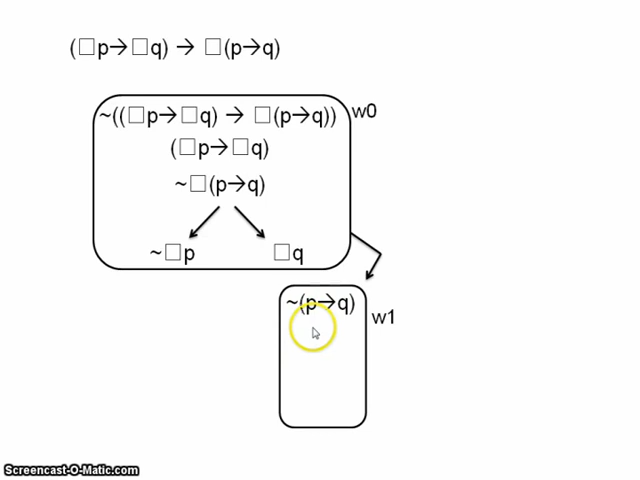 (□p→□q) → □(p→q)
~((□p→□q) → □(p→q))
w0
(□p→□q)
~□(p→q)
~□p □q
~(p→q)
w1
Screencast-O-Matic.com